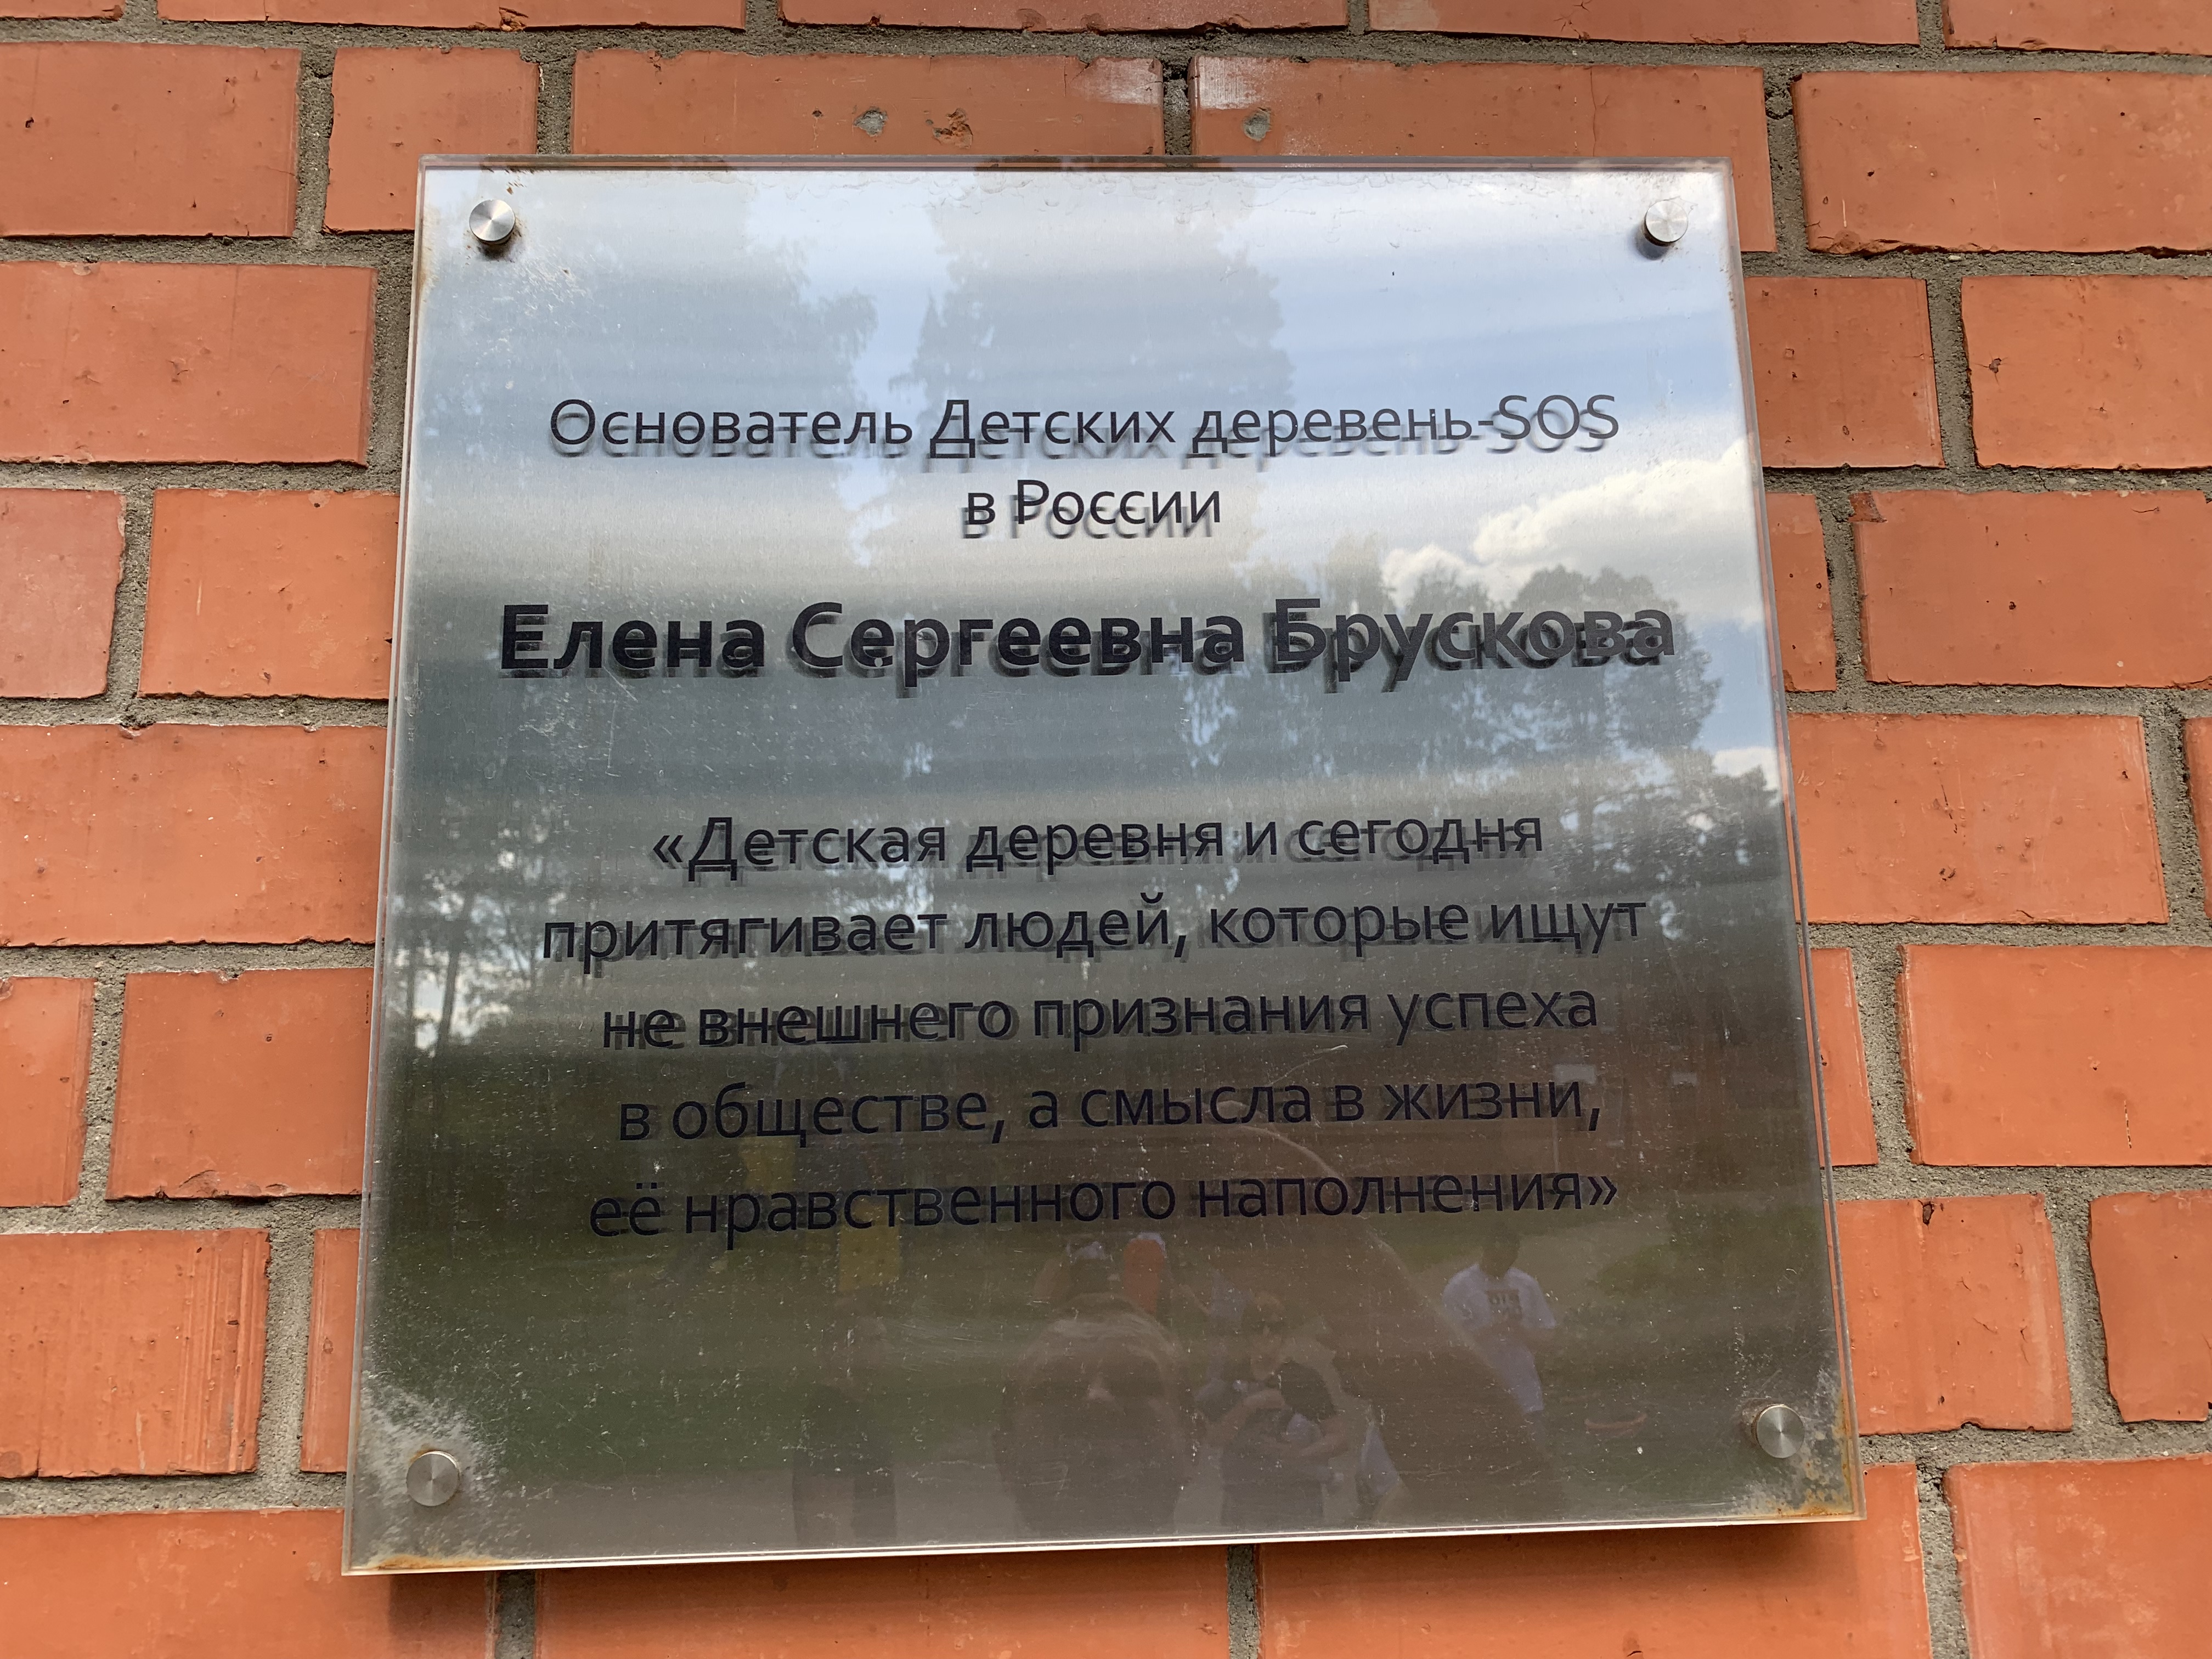 Основатель Детских деревень-SOS
в России
Елена Сергеевна Брускова
«Детская деревня и сегодня
притягивает людей, которые ищут
не внешнего признания успеха
в обществе, а смысла в жизни,
её нравственного наполнения»